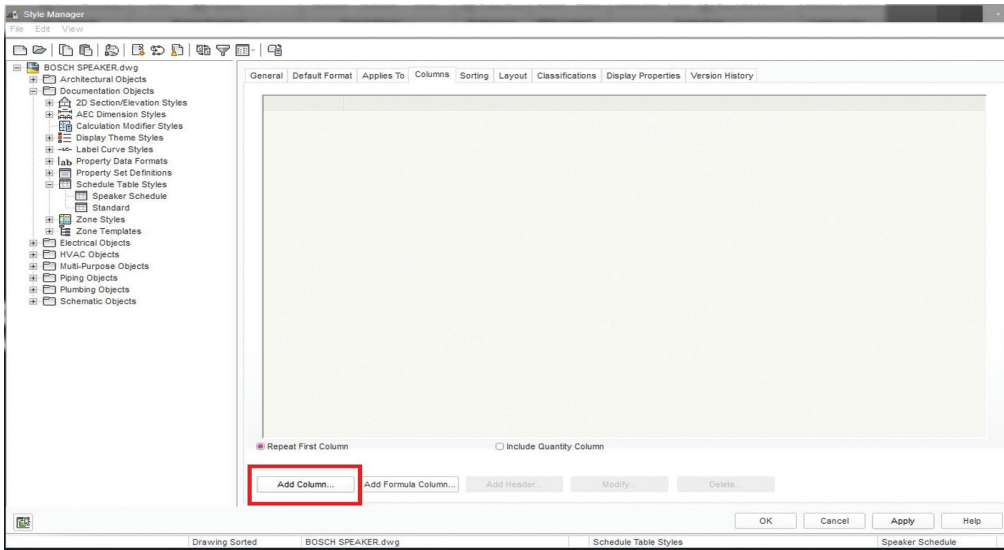 Style Manager
File Edit View
BOSCH SPEAKER.dwg
Architectural Objects
Documentation Objects
2D Section/Elevation Styles
AEC Dimension Styles
Calculation Modifier Styles
Display Theme Styles
Label Curve Styles
Property Data Formats
Property Set Definitions
Schedule Table Styles
Speaker Schedule
Standard
Zone Styles
Zone Templates
Electrical Objects
HVAC Objects
Multi-Purpose Objects
Piping Objects
Plumbing Objects
Schematic Objects
General Default Format Applies To Columns Sorting Layout Classifications Display Properties Version History
Repeat First Column Include Quantity Column
Add Column... Add Formula Column... Add Header... Modify... Delete...
OK Cancel Apply Help
Drawing Sorted BOSCH SPEAKER.dwg Schedule Table Styles Speaker Schedule